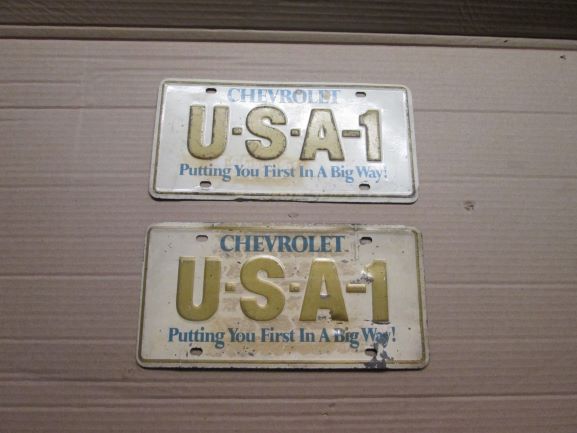 CHEVROLET
U-S-A-1
Putting You First In A Big Way!
CHEVROLET
U-S-A-1
Putting You First In A Big Way!